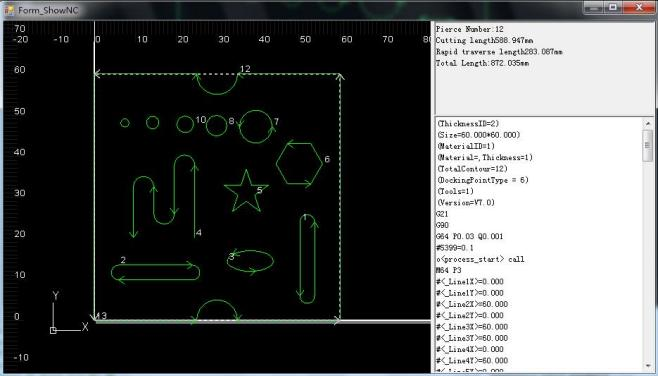 Form_ShowNC
70
-20 -10 0 10 20 30 40 50 60 70 80
60
50
40
30
20
10
0
-10
12
10 8 7
6
5
4
1
2
3
13
Y
X
Pierce Number:12
Cutting length588.947mm
Rapid traverse length283.087mm
Total Length:872.035mm
(ThicknessID=2)
(Size=60.000*60.000)
(MaterialID=1)
(Material=,Thickness=1)
(TotalContour=12)
(DockingPointType = 6)
(Tools=1)
(Version=V7.0)
G21
G90
G64 P0.03 Q0.001
#5399=0.1
o<process_start> call
M64 P3
#<_Line1X>=0.000
#<_Line1Y>=0.000
#<_Line2X>=60.000
#<_Line2Y>=0.000
#<_Line3X>=60.000
#<_Line3Y>=60.000
#<_Line4X>=0.000
#<_Line4Y>=60.000